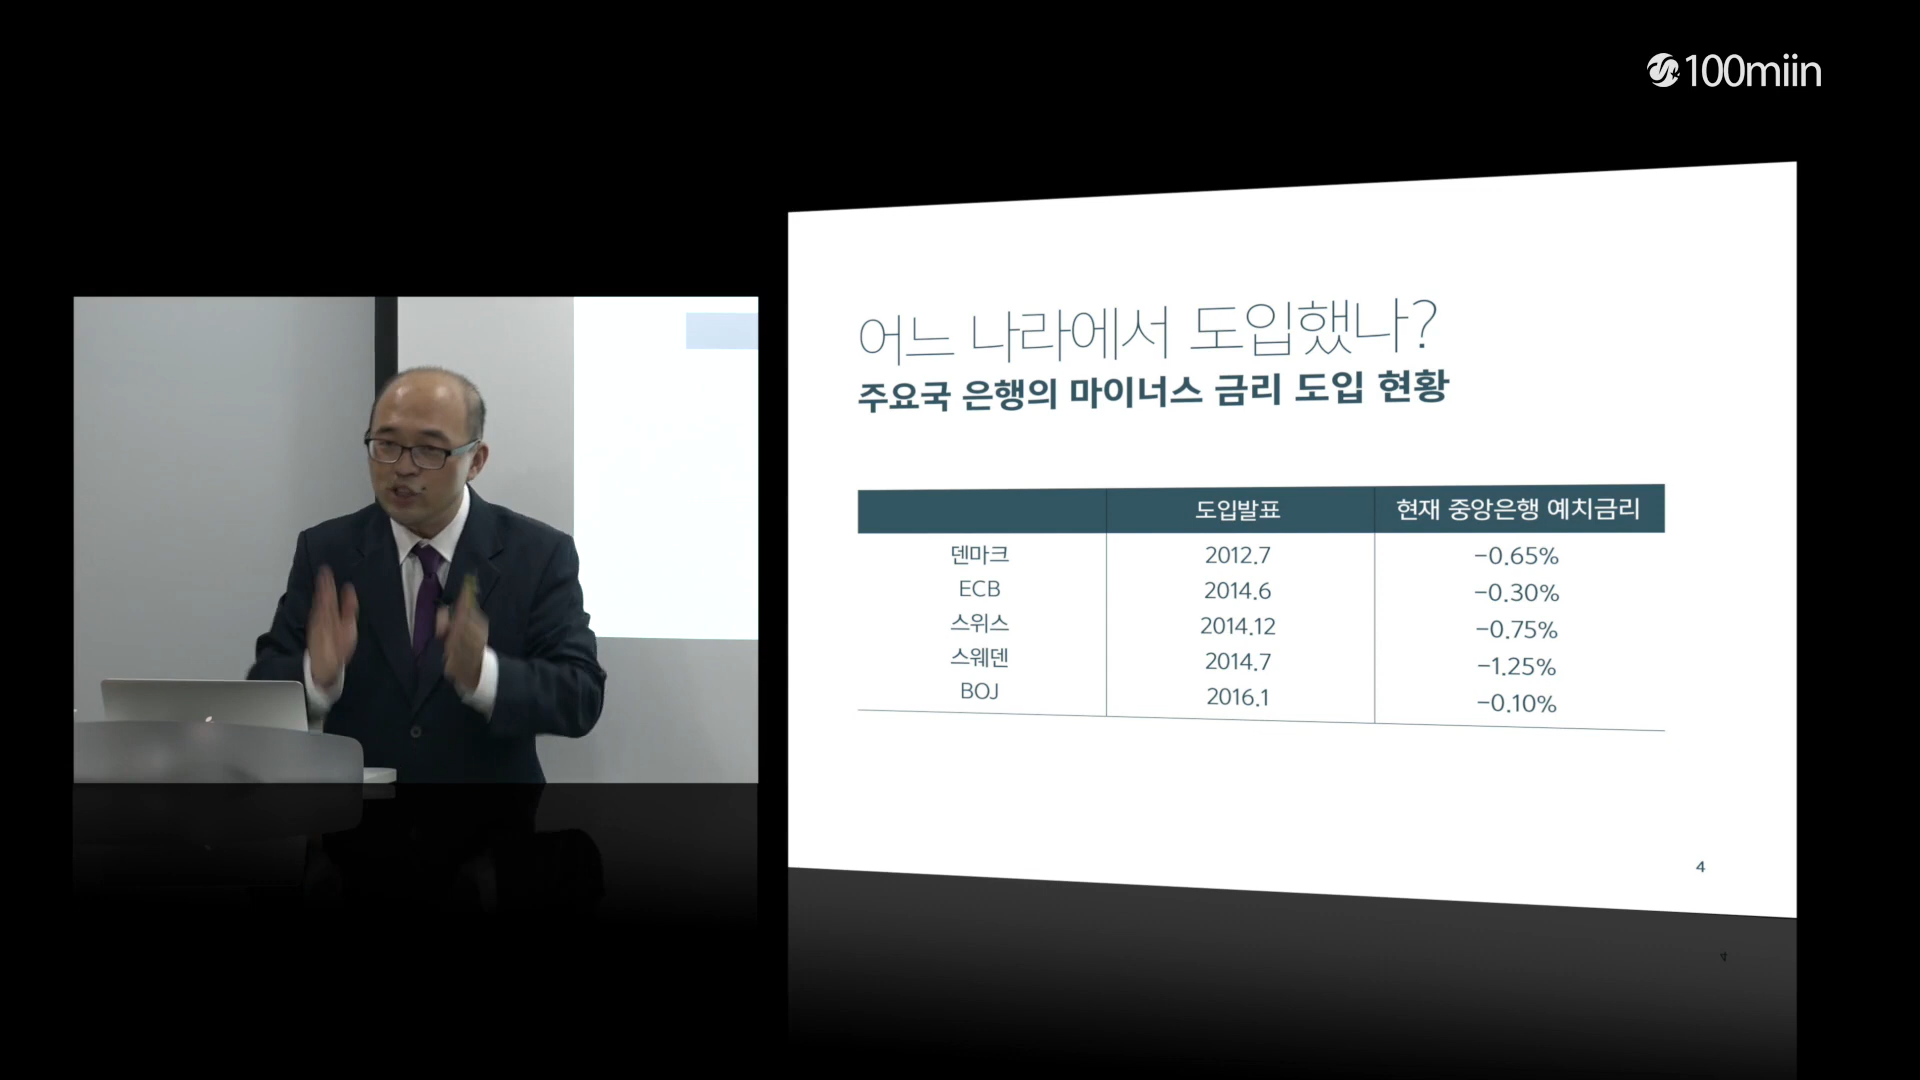 100miin
어느 나라에서 도입했나?
주요국 은행의 마이너스 금리 도입 현황
도입발표 현재 중앙은행 예치금리
덴마크 2012.7 -0.65%
ECB 2014.6 -0.30%
스위스 2014.12 -0.75%
스웨덴 2014.7 -1.25%
BOJ 2016.1 -0.10%
4